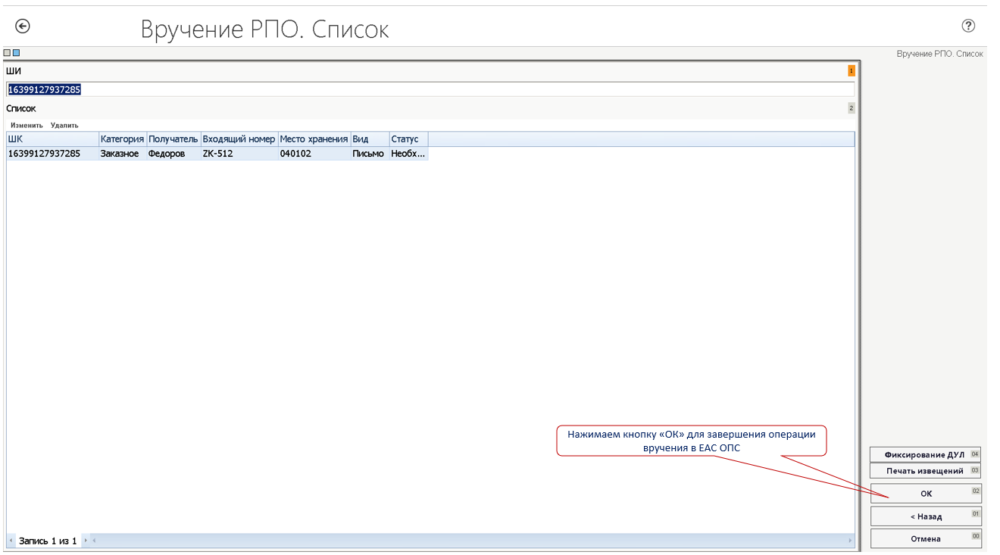 Вручение РПО. Список
?
Вручение РПО. Список
ШИ
1
16399127937285
Список
2
Изменить Удалить
ШК Категория Получатель Входящий номер Место хранения Вид Статус
16399127937285 Заказное Федоров ZK-512 040102 Письмо Необх...
Нажимаем кнопку «ОК» для завершения операции
вручения в ЕАС ОПС
Фиксирование ДУЛ 04
Печать извещений 03
ОК 02
< Назад 01
Отмена 00
Запись 1 из 1